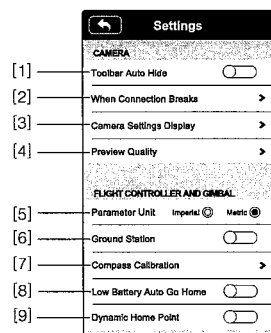 Settings
CAMERA
[1] Toolbar Auto Hide
[2] When Connection Breaks >
[3] Camera Settings Display >
[4] Preview Quality >
FLIGHT CONTROLLER AND GIMBAL
[5] Parameter Unit Imperial Metric
[6] Ground Station
[7] Compass Calibration >
[8] Low Battery Auto Go Home
[9] Dynamic Home Point